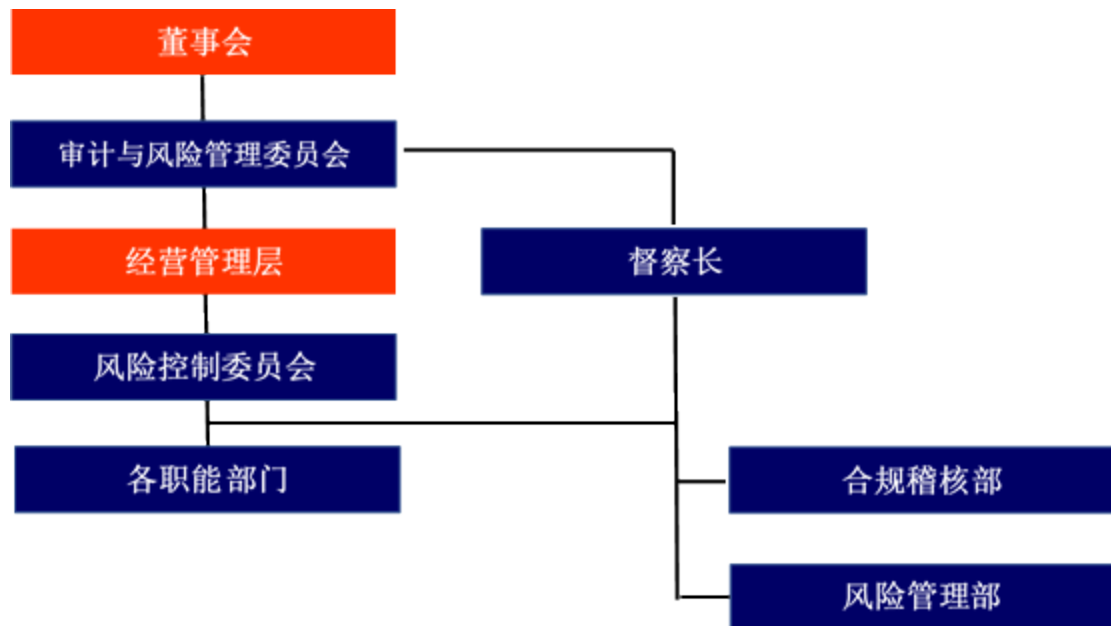 董事会
审计与风险管理委员会
经营管理层
督察长
风险控制委员会
各职能部门
合规稽核部
风险管理部